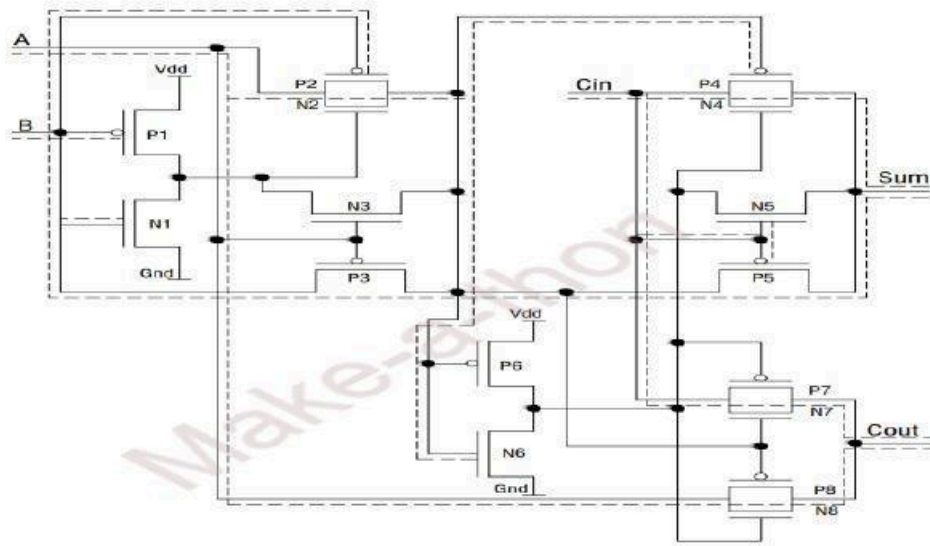 A
Vdd
P2
N2
Cin
P4
N4
B
P1
Sum
N3
N5
N1
Gnd
P3
P5
Vdd
P6
P7
N7
Cout
N6
Gnd
P8
N8
Make-a-thon